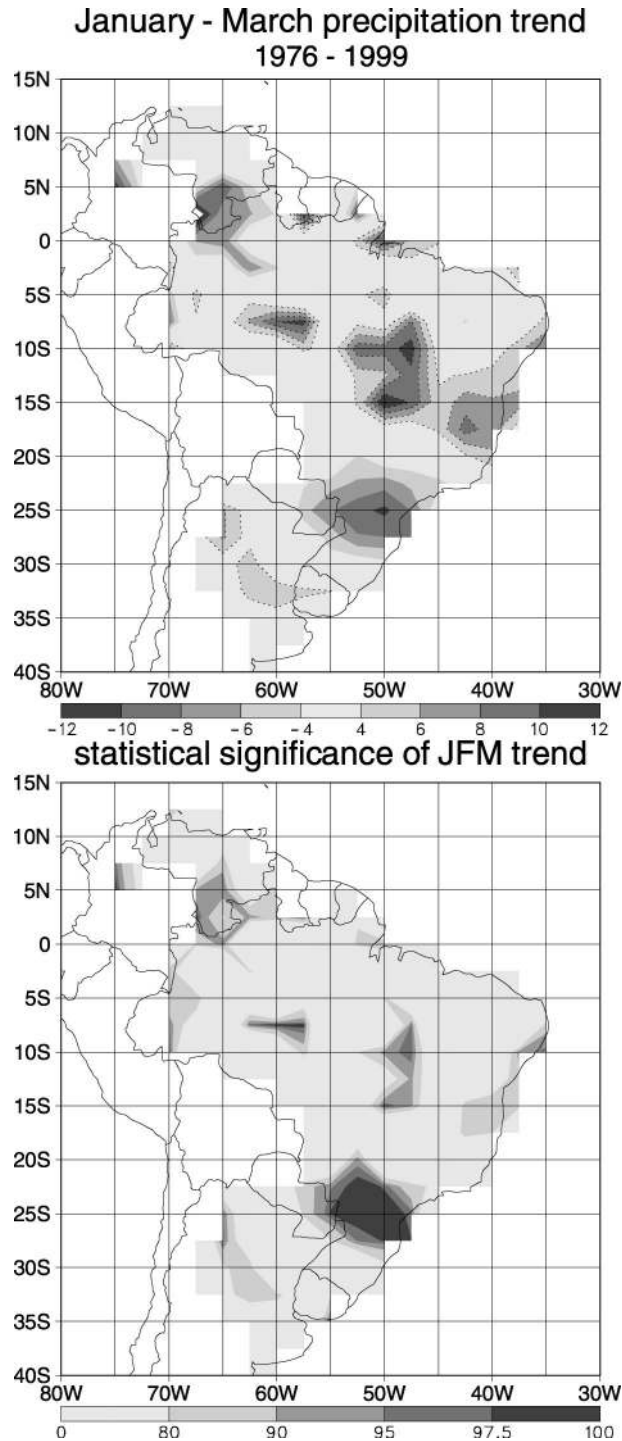 January - March precipitation trend
1976 - 1999
15N
10N
5N
0
5S
10S
15S
20S
25S
30S
35S
40S
80W 70W 60W 50W 40W 30W
-12 -10 -8 -6 -4 4 6 8 10 12
statistical significance of JFM trend
15N
10N
5N
0
5S
10S
15S
20S
25S
30S
35S
40S
80W 70W 60W 50W 40W 30W
0 80 90 95 97.5 100